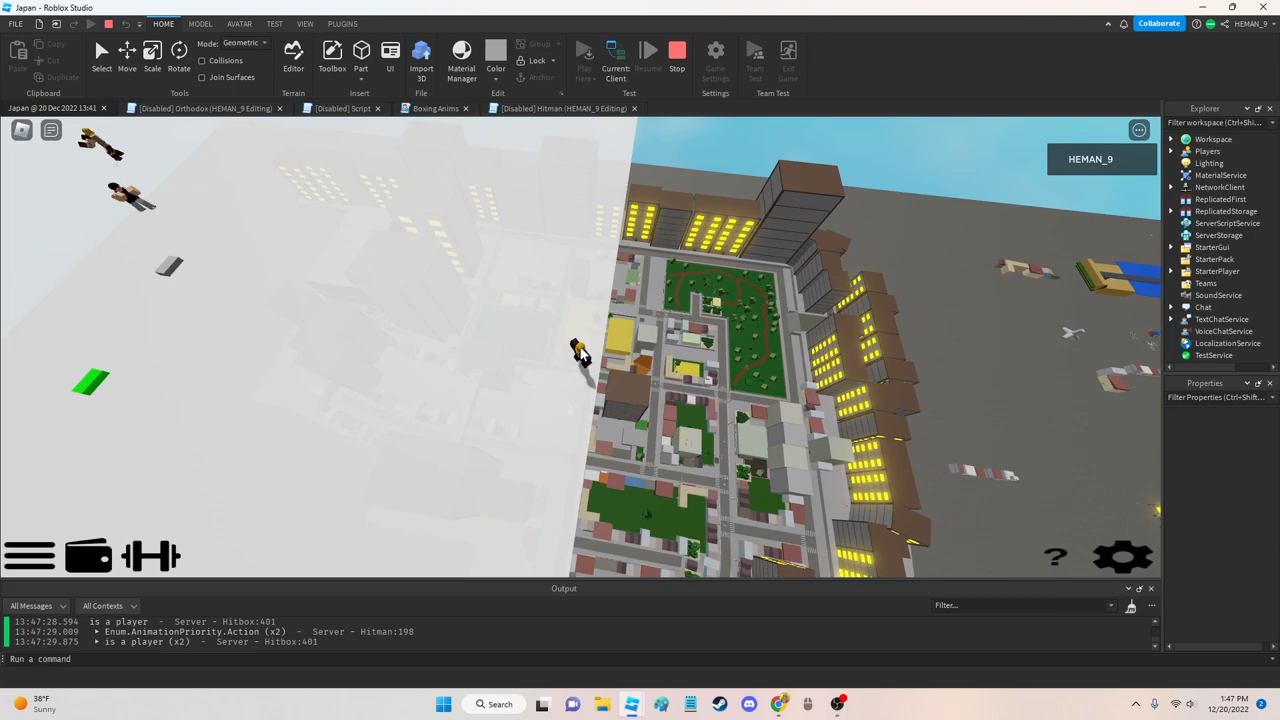 Japan - Roblox Studio
FILE HOME MODEL AVATAR TEST VIEW PLUGINS Collaborate HEMAN_9
Paste Copy Cut Duplicate Clipboard
Select Move Scale Rotate Mode: Geometric Collisions Join Surfaces Tools
Editor Terrain
Toolbox Part UI Insert
Import 3D File
Material Manager Color Group Lock Anchor Edit
Play Here Current: Client Resume Stop Test
Game Settings Settings
Team Test Exit Game Team Test
Japan @ 20 Dec 2022 13:41 [Disabled] Orthodox (HEMAN_9 Editing) [Disabled] Script Boxing Anims [Disabled] Hitman (HEMAN_9 Editing)
HEMAN_9
?
Explorer
Filter workspace (Ctrl+Shi...
Workspace
Players
Lighting
MaterialService
NetworkClient
ReplicatedFirst
ReplicatedStorage
ServerScriptService
ServerStorage
StarterGui
StarterPack
StarterPlayer
Teams
SoundService
Chat
TextChatService
VoiceChatService
LocalizationService
TestService
Properties
Filter Properties (Ctrl+Shift...
Output
All Messages All Contexts Filter...
13:47:28.594 is a player - Server - Hitbox:401
13:47:29.009 Enum.AnimationPriority.Action (x2) - Server - Hitman:198
13:47:29.875 is a player (x2) - Server - Hitbox:401
Run a command
38°F
Sunny
Search
1:47 PM
12/20/2022